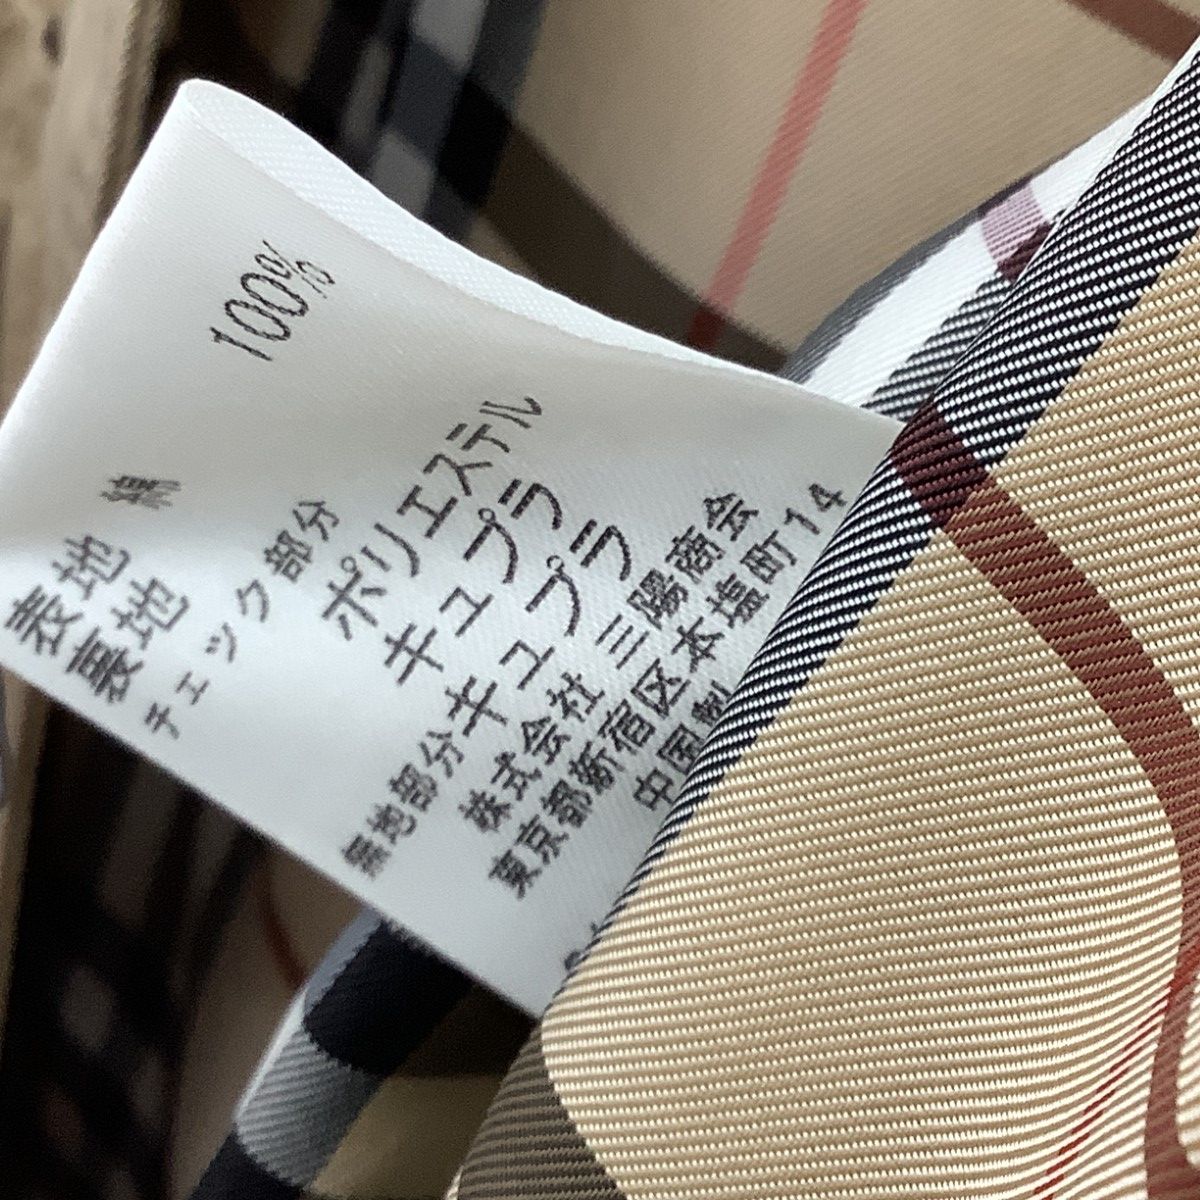 表地 綿 100%
裏地
チェック部分
ポリエステル
キュプラ
無地部分キュプラ
株式会社 三陽商会
東京都新宿区本塩町14
中国製